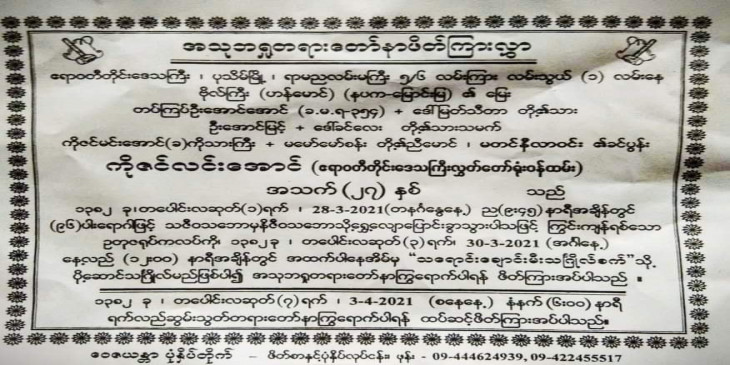 အသုဘရှုတရားတော်နာဖိတ်ကြားလွှာ
ဧရာဝတီတိုင်းဒေသကြီး ၊ ပုသိမ်မြို့ ၊ ရာမညလမ်းမကြီး ၅/၆ လမ်းကြား လမ်းသွယ် (၁) လမ်းနေ
ဗိုလ်ကြီး (ဟန်မောင်) (နပက-မြောင်းမြ) ၏ မြေး
တပ်ကြပ်ဦးအောင်အောင် (ခ.မ.ရ-၃၅၄) + ဒေါ်မြတ်သီတာ တို့၏သား
ဦးအောင်မြင့် + ဒေါ်ခင်လေး တို့၏သားသမက်
ကိုဇင်မင်းအောင်(ခ)ကိုသားကြီး + မမော်မော်စန်း တို့၏ညီမောင် ၊ မတင်နီလာဝင်း ၏ခင်ပွန်း
ကိုဇင်လင်းအောင် (ဧရာဝတီတိုင်းဒေသကြီးလွှတ်တော်ရုံးဝန်ထမ်း)
အသက် (၂၇) နှစ် သည်
၁၃၈၂ ခု၊ တပေါင်းလဆုတ်(၁)ရက် ၊ 28-3-2021 (တနင်္ဂနွေနေ့) ည(၉း၄၅)နာရီအချိန်တွင်
(၉၆)ပါးရောဂါဖြင့် သစ်ဝသဘောမှနိဝသဘောသို့ရွှေ့လျောပြောင်းခွာသွားပါသဖြင့် ကြွင်းကျန်ရစ်သော
ဥတုဇရုပ်ကလပ်ကို ၁၃၈၂ခု ၊ တပေါင်းလဆုတ် (၃)ရက်၊ 30-3-2021 (အင်္ဂါနေ့)
နေ့လည် (၁၂း၀၀) နာရီအချိန်တွင် အထက်ပါနေအိမ်မှ "သရောင်းချောင်းမီးသင်္ဂြိုလ်စက်" သို့
ပို့ဆောင်သင်္ဂြိုလ်မည်ဖြစ်ပါ၍ အသုဘရှုတရားတော်နာကြွရောက်ပါရန် ဖိတ်ကြားအပ်ပါသည် ။
၁၃၈၂ ခု ၊ တပေါင်းလဆုတ် (၇) ရက် ၊ 3-4-2021 (စနေနေ့) နံနက် (၆း၀၀) နာရီ
ရက်လည်ဆွမ်းသွတ်တရားတော်နာကြွရောက်ပါရန် ထပ်ဆင့်ဖိတ်ကြားအပ်ပါသည်။
ဝေဇယန္တာ ပုံနှိပ်တိုက် – ဖိတ်စာနှင့်ပုံနှိပ်လုပ်ငန်း။ ဖုန်း - 09-444624939, 09-422455517